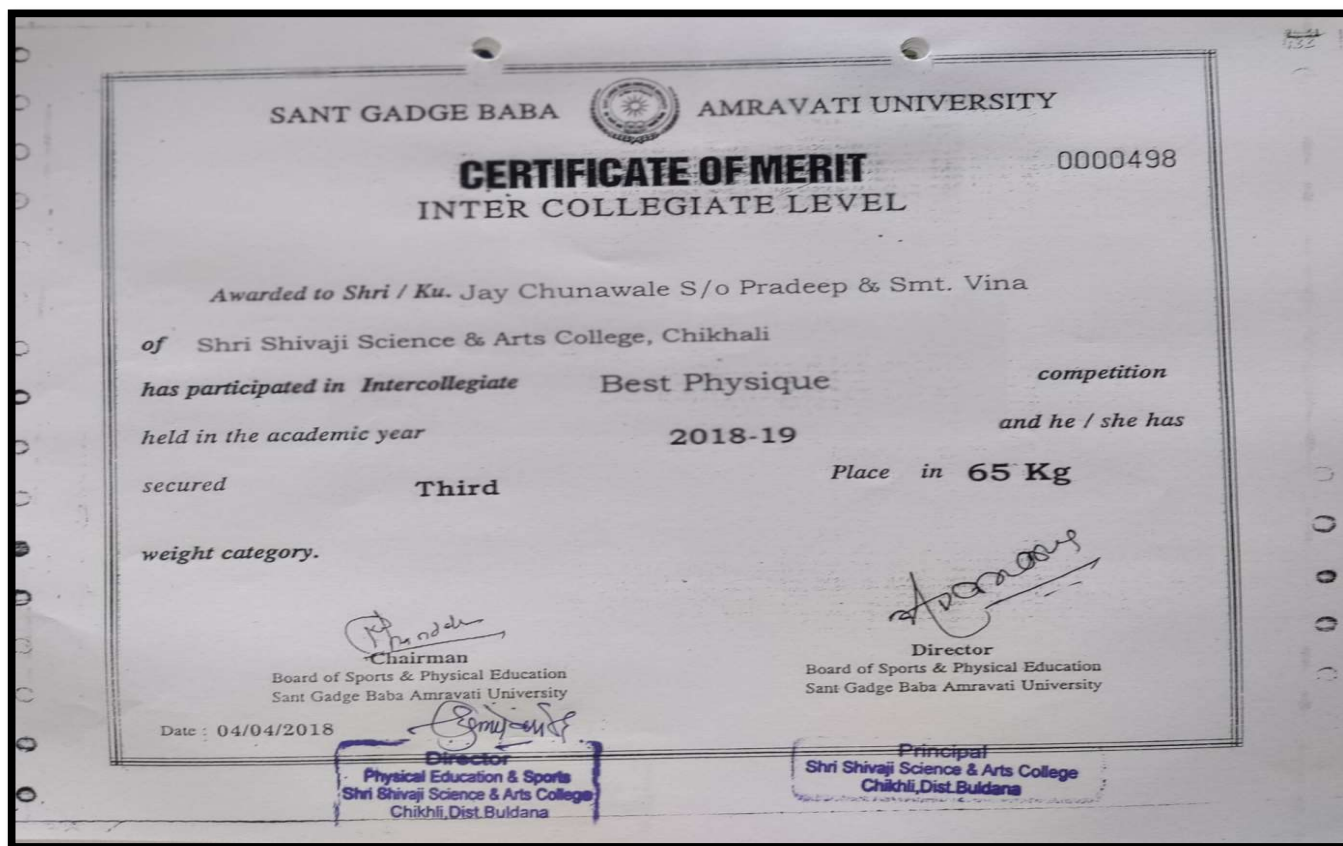 SANT GADGE BABA AMRAVATI UNIVERSITY
CERTIFICATE OF MERIT
0000498
INTER COLLEGIATE LEVEL
Awarded to Shri / Ku. Jay Chunawale S/o Pradeep & Smt. Vina
of Shri Shivaji Science & Arts College, Chikhali
has participated in Intercollegiate Best Physique competition
held in the academic year 2018-19 and he / she has
secured Third Place in 65 Kg
weight category.
Chairman
Board of Sports & Physical Education
Sant Gadge Baba Amravati University
Director
Board of Sports & Physical Education
Sant Gadge Baba Amravati University
Date : 04/04/2018
Director
Physical Education & Sports
Shri Shivaji Science & Arts College
Chikhli,Dist.Buldana
Principal
Shri Shivaji Science & Arts College
Chikhli,Dist.Buldana